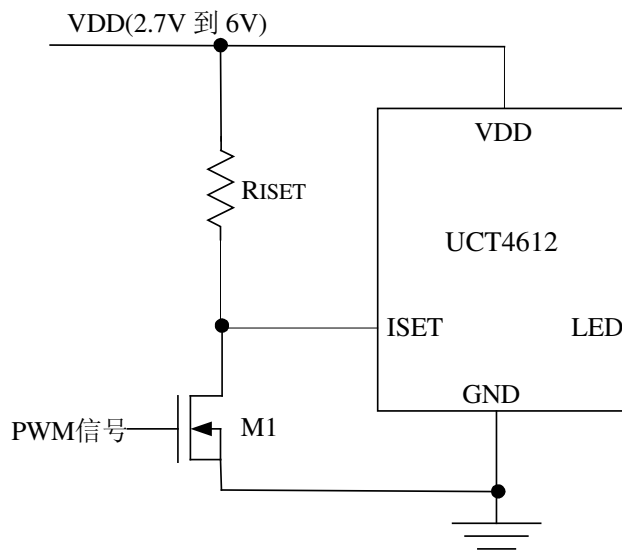 VDD(2.7V 到 6V)
VDD
RISET
UCT4612
ISET
LED
GND
PWM信号
M1